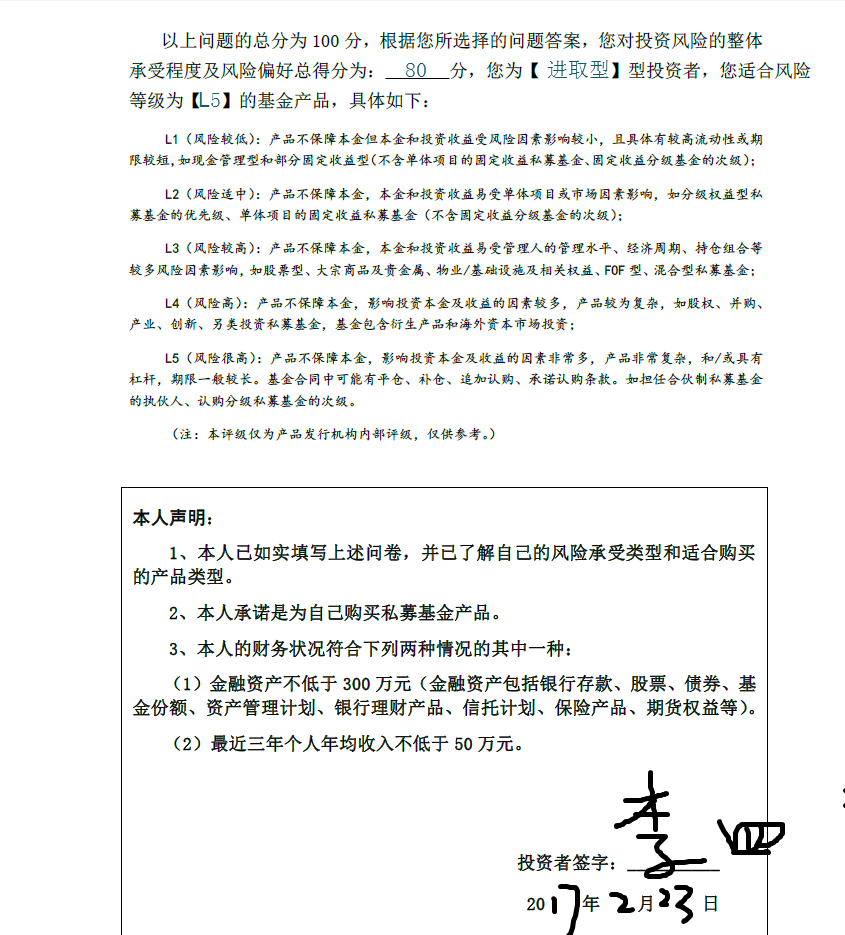 以上问题的总分为 100 分，根据您所选择的问题答案，您对投资风险的整体
承受程度及风险偏好总得分为：80 分，您为【 进取型】型投资者，您适合风险
等级为【L5】的基金产品，具体如下：
L1（风险较低）：产品不保障本金但本金和投资收益受风险因素影响较小，且具体有较高流动性或期
限较短，如现金管理型和部分固定收益型（不含单体项目的固定收益私募基金、固定收益分级基金的次级）；
L2（风险适中）：产品不保障本金，本金和投资收益易受单体项目或市场因素影响，如分级权益型私
募基金的优先级、单体项目的固定收益私募基金（不含固定收益分级基金的次级）；
L3（风险较高）：产品不保障本金，本金和投资收益易受管理人的管理水平、经济周期、持仓组合等
较多风险因素影响，如股票型、大宗商品及贵金属、物业/基础设施及相关权益、FOF 型、混合型私募基金；
L4（风险高）：产品不保障本金，影响投资本金及收益的因素较多，产品较为复杂，如股权、并购、
产业、创新、另类投资私募基金，基金包含衍生产品和海外资本市场投资；
L5（风险很高）：产品不保障本金，影响投资本金及收益的因素非常多，产品非常复杂，和/或具有
杠杆，期限一般较长。基金合同中可能有平仓、补仓、追加认购、承诺认购条款。如担任合伙制私募基金
的执伙人、认购分级私募基金的次级。
（注：本评级仅为产品发行机构内部评级，仅供参考。）
本人声明：
1、本人已如实填写上述问卷，并已了解自己的风险承受类型和适合购买
的产品类型。
2、本人承诺是为自己购买私募基金产品。
3、本人的财务状况符合下列两种情况的其中一种：
（1）金融资产不低于 300 万元（金融资产包括银行存款、股票、债券、基
金份额、资产管理计划、银行理财产品、信托计划、保险产品、期货权益等）。
（2）最近三年个人年均收入不低于 50 万元。
投资者签字：李四
2017年 2月23日